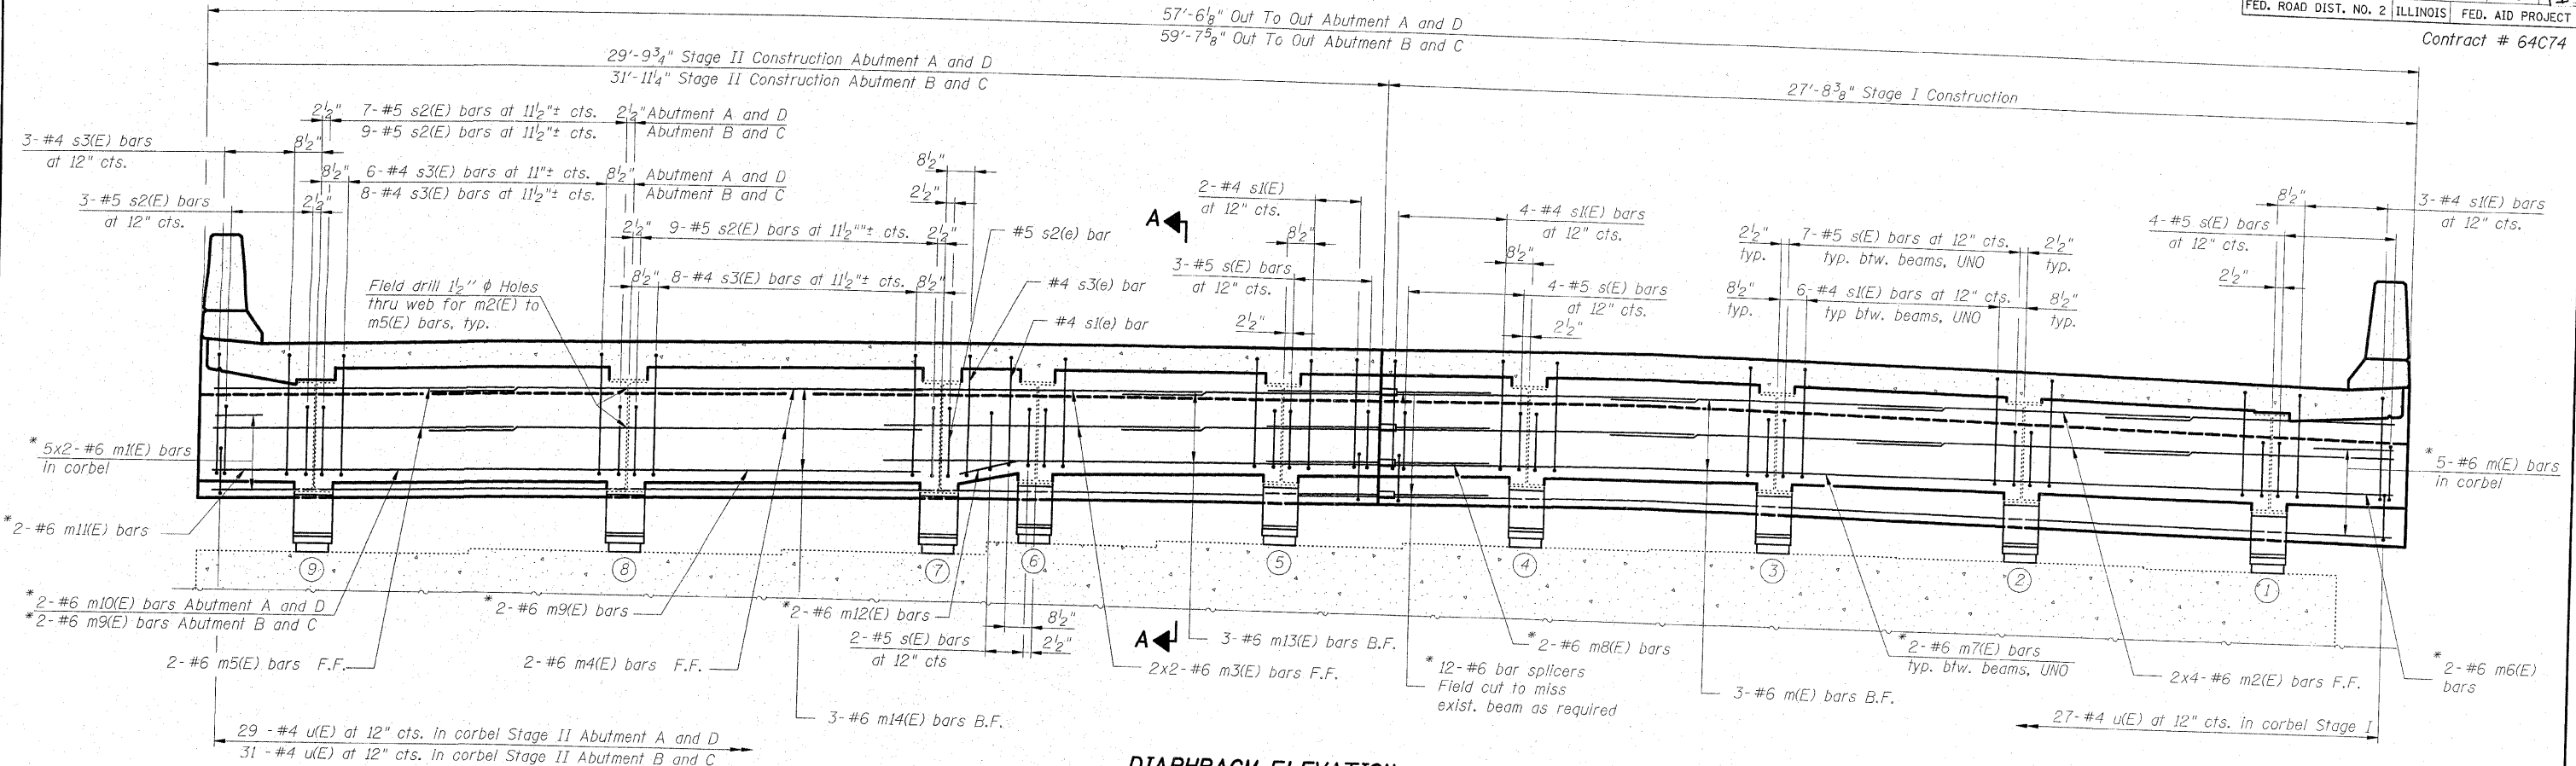 FED. ROAD DIST. NO. 2 ILLINOIS FED. AID PROJECT
Contract # 64C74
57'-6⅛" Out To Out Abutment A and D
59'-7⅝" Out To Out Abutment B and C
29'-9¾" Stage II Construction Abutment A and D
31'-11¼" Stage II Construction Abutment B and C
27'-8⅜" Stage I Construction
2½" 7-#5 s2(E) bars at 11½"± cts. 2½" Abutment A and D
9-#5 s2(E) bars at 11½"± cts. Abutment B and C
3-#4 s3(E) bars
at 12" cts.
8½"
8½" 6-#4 s3(E) bars at 11"± cts. 8½" Abutment A and D
8-#4 s3(E) bars at 11½"± cts. Abutment B and C
3-#5 s2(E) bars
at 12" cts.
2½"
2½" 9-#5 s2(E) bars at 11½""± cts. 2½"
8½" 8-#4 s3(E) bars at 11½"± cts. 8½"
Field drill 1½'' ϕ Holes
thru web for m2(E) to
m5(E) bars, typ.
8½"
2½"
#5 s2(e) bar
#4 s3(e) bar
#4 s1(e) bar
A
2-#4 s1(E)
at 12" cts.
8½"
3-#5 s(E) bars
at 12" cts.
2½"
4-#4 s1(E) bars
at 12" cts.
8½"
4-#5 s(E) bars
at 12" cts.
2½"
2½"
typ.
7-#5 s(E) bars at 12" cts.
typ. btw. beams, UNO
2½"
typ.
8½"
typ.
6-#4 s1(E) bars at 12" cts.
typ btw. beams, UNO
8½"
typ.
4-#5 s(E) bars
at 12" cts.
8½"
2½"
3-#4 s1(E) bars
at 12" cts.
* 5x2-#6 m1(E) bars
in corbel
* 5-#6 m(E) bars
in corbel
* 2-#6 m11(E) bars
9
8
7
6
5
4
3
2
1
* 2-#6 m10(E) bars Abutment A and D
* 2-#6 m9(E) bars Abutment B and C
* 2-#6 m9(E) bars
* 2-#6 m12(E) bars
8½"
2-#5 s(E) bars
at 12" cts
2½"
A
3-#6 m13(E) bars B.F.
2x2-#6 m3(E) bars F.F.
* 2-#6 m8(E) bars
* 12-#6 bar splicers
Field cut to miss
exist. beam as required
* 2-#6 m7(E) bars
typ. btw. beams, UNO
3-#6 m(E) bars B.F.
2x4-#6 m2(E) bars F.F.
* 2-#6 m6(E)
bars
2-#6 m5(E) bars F.F.
2-#6 m4(E) bars F.F.
3-#6 m14(E) bars B.F.
29 -#4 u(E) at 12" cts. in corbel Stage II Abutment A and D
31 -#4 u(E) at 12" cts. in corbel Stage II Abutment B and C
27-#4 u(E) at 12" cts. in corbel Stage I
DIAPHRAGM ELEVATION